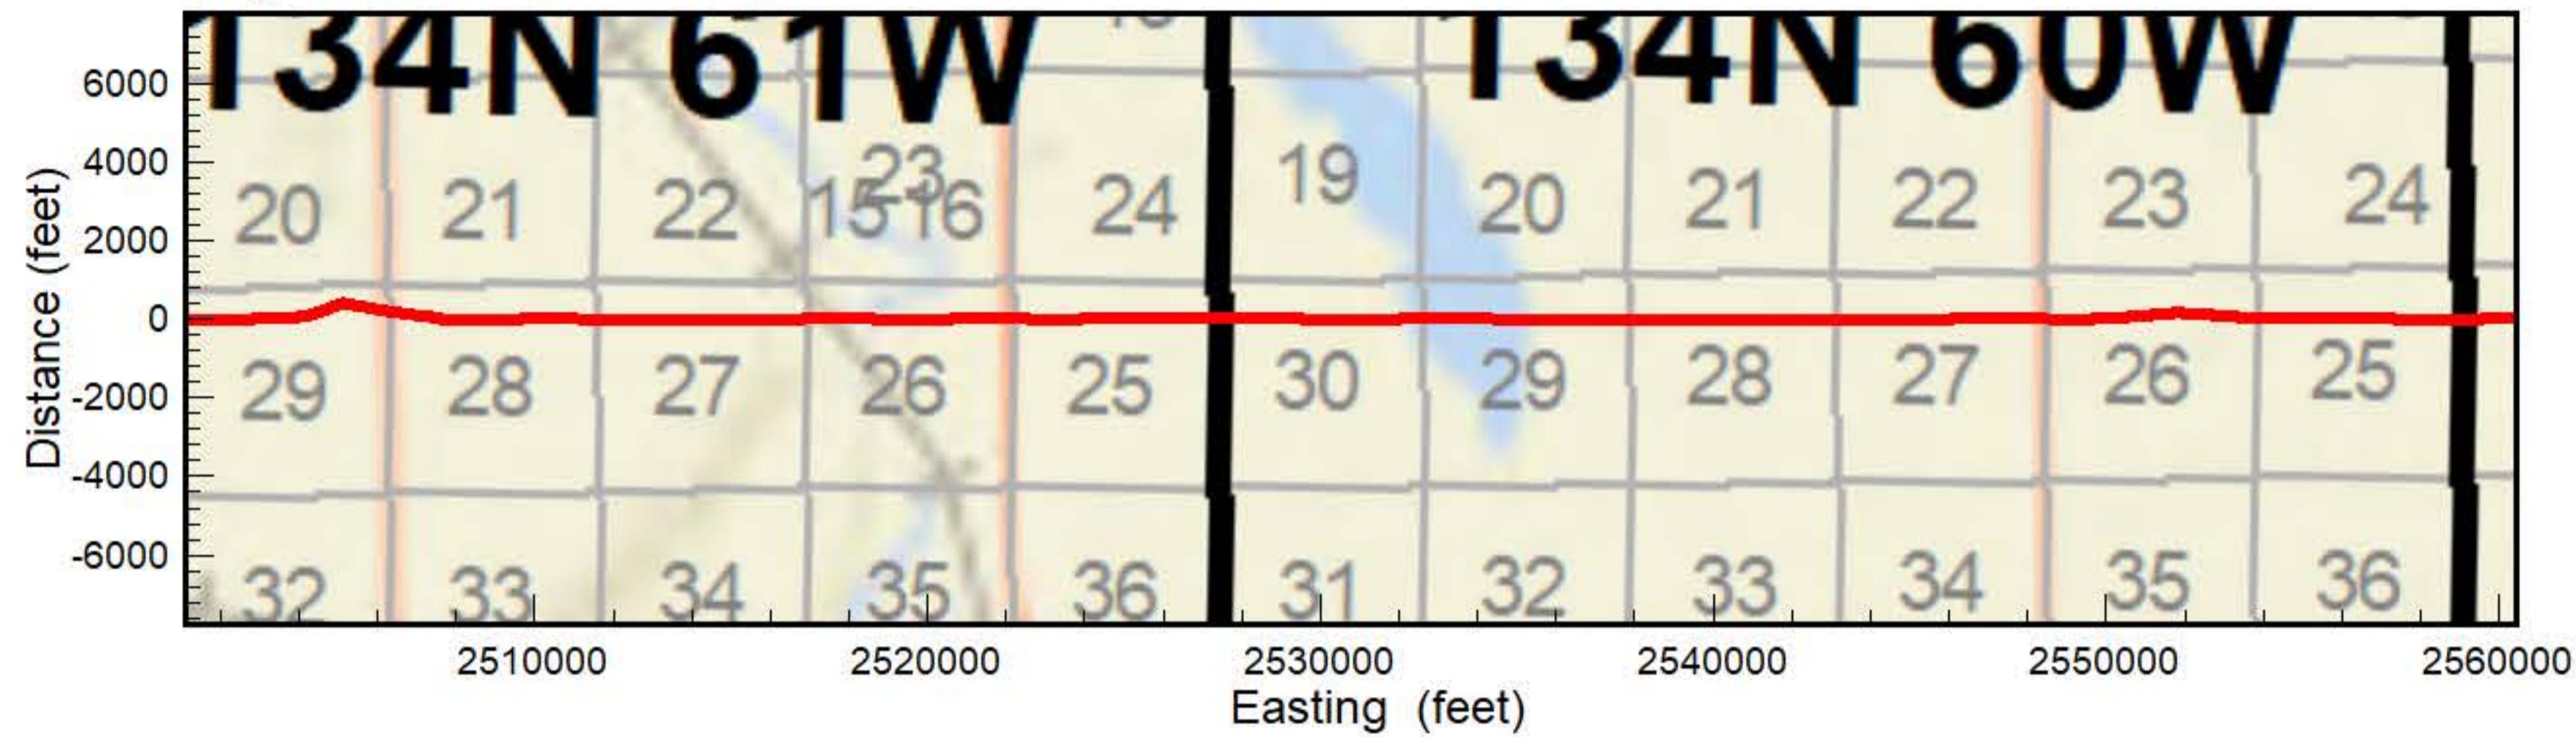 134N 61W 134N 60W
6000
4000
2000
0
-2000
-4000
-6000
Distance (feet)
20 21 22 23 15 16 24 19 20 21 22 23 24
29 28 27 26 25 30 29 28 27 26 25
32 33 34 35 36 31 32 33 34 35 36
2510000 2520000 2530000 2540000 2550000 2560000
Easting (feet)